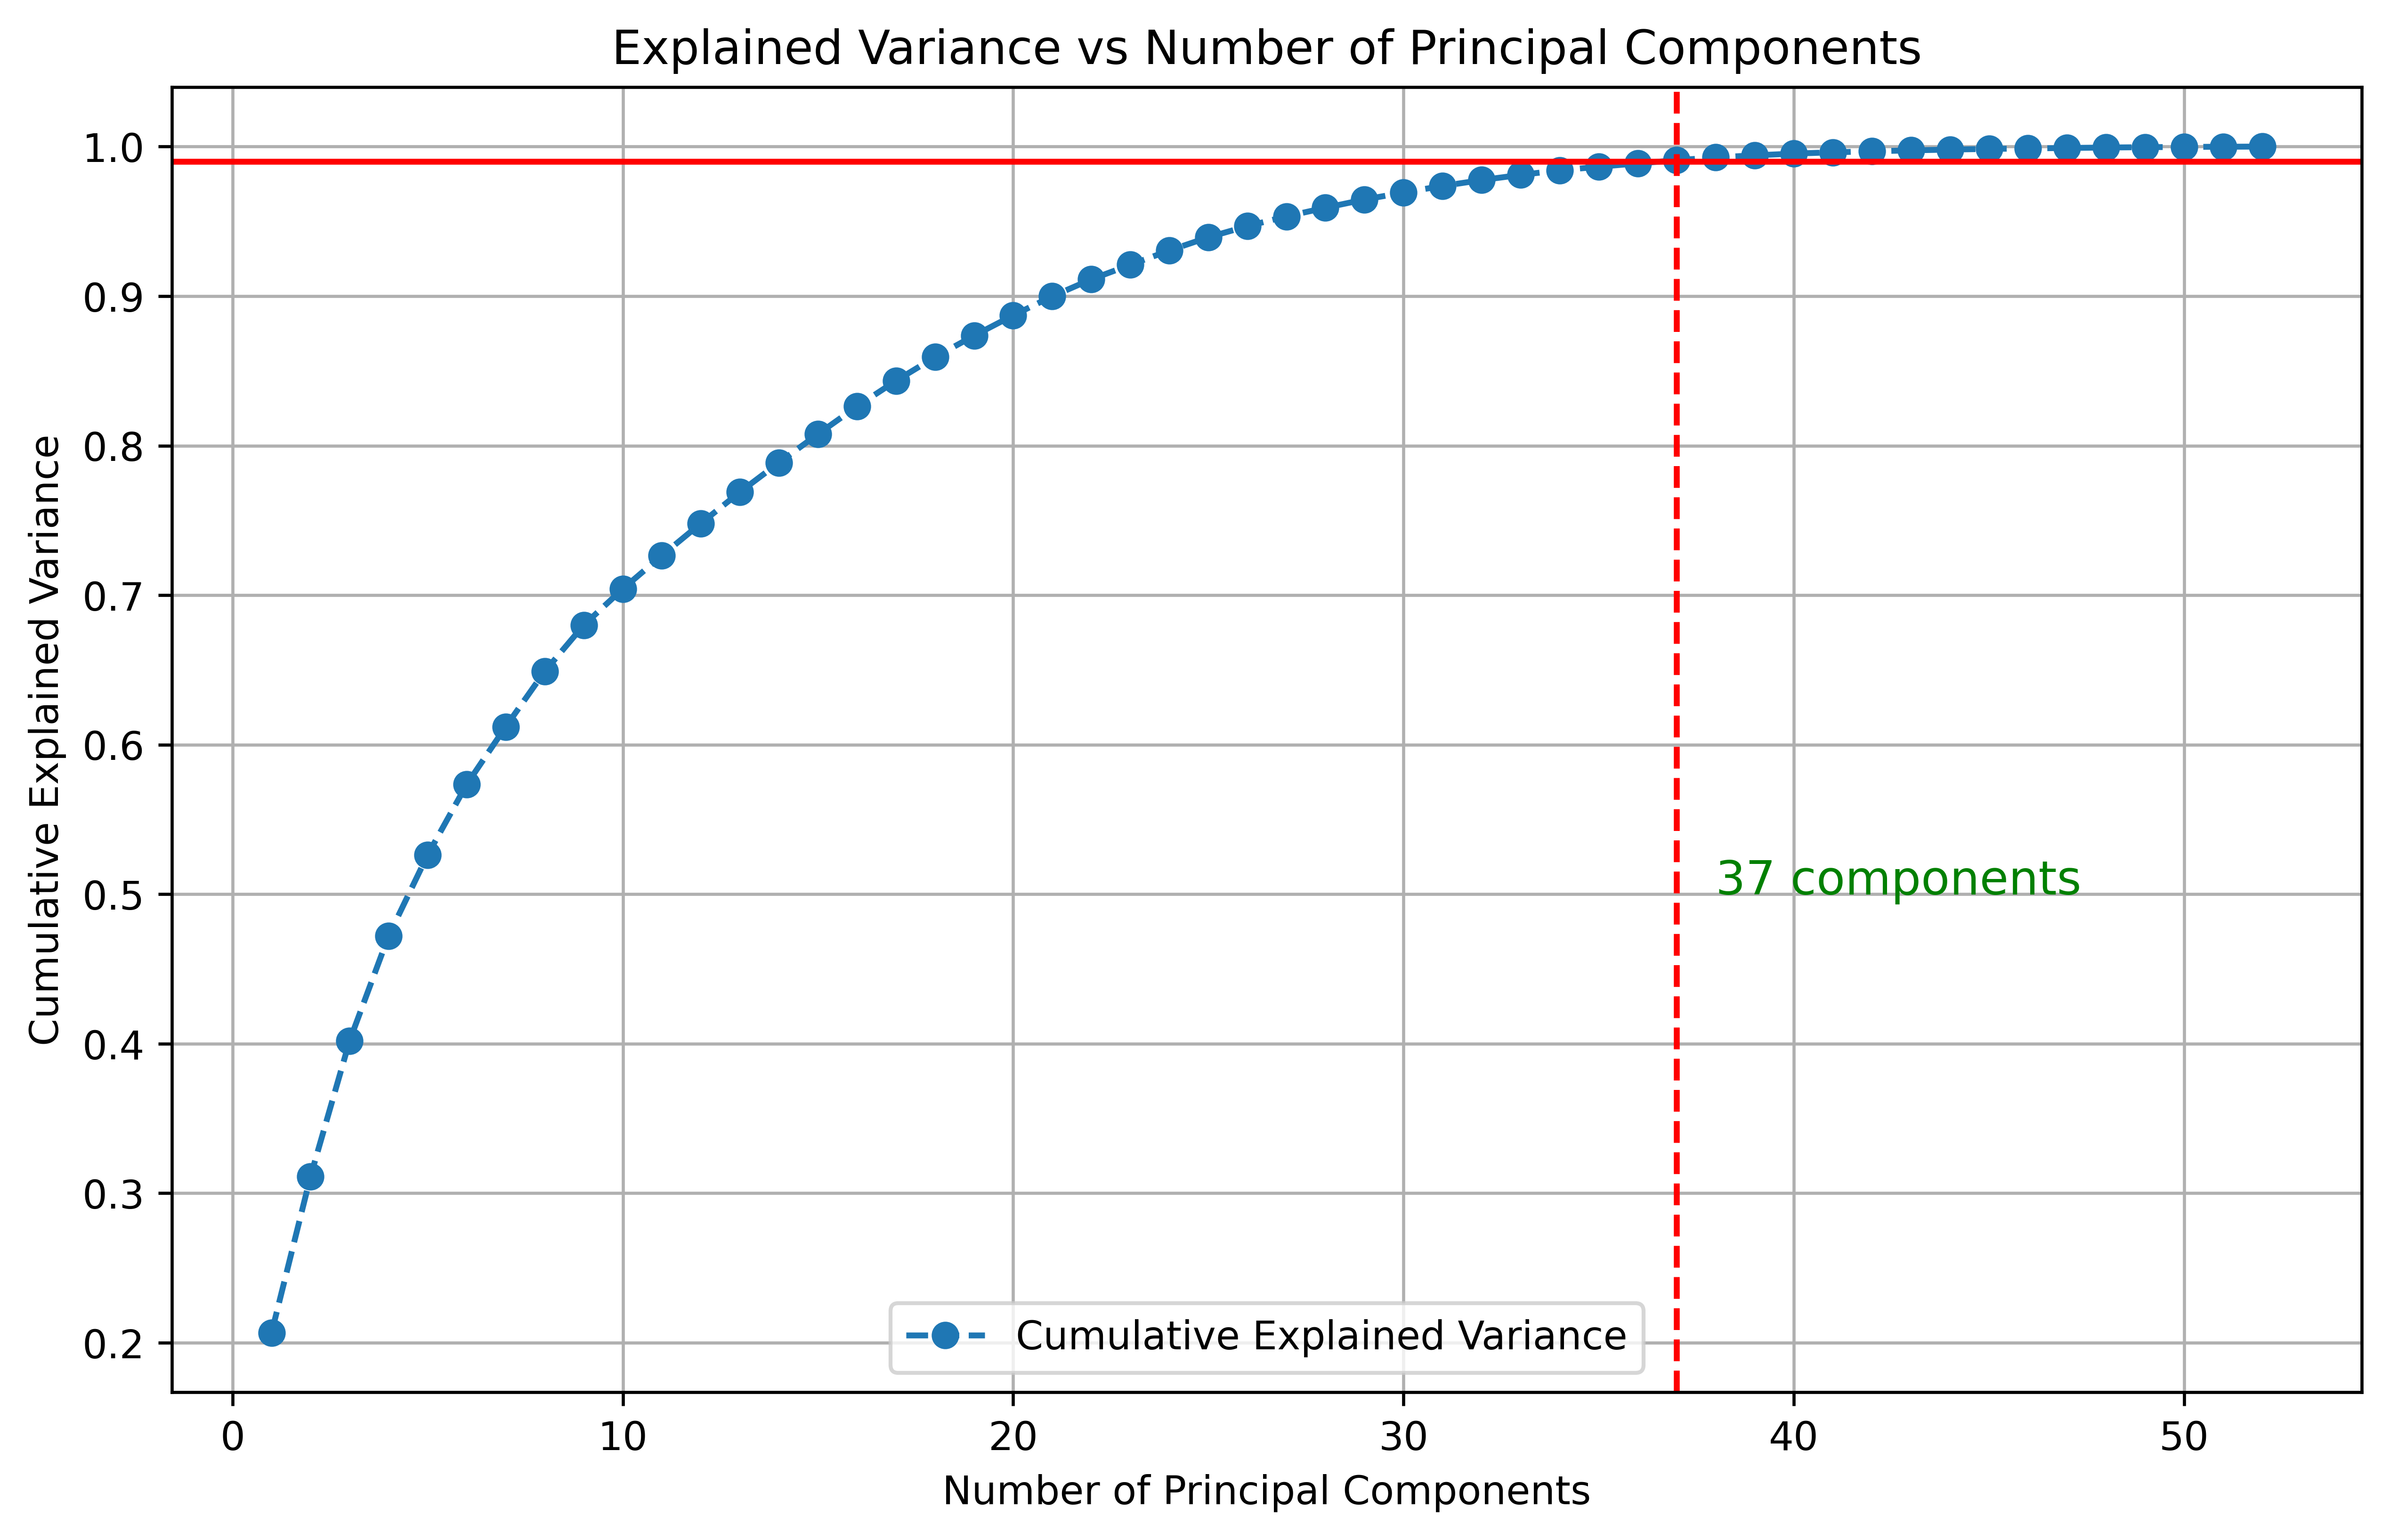 Explained Variance vs Number of Principal Components
Cumulative Explained Variance
1.0
0.9
0.8
0.7
0.6
0.5
0.4
0.3
0.2
37 components
Cumulative Explained Variance
0 10 20 30 40 50
Number of Principal Components